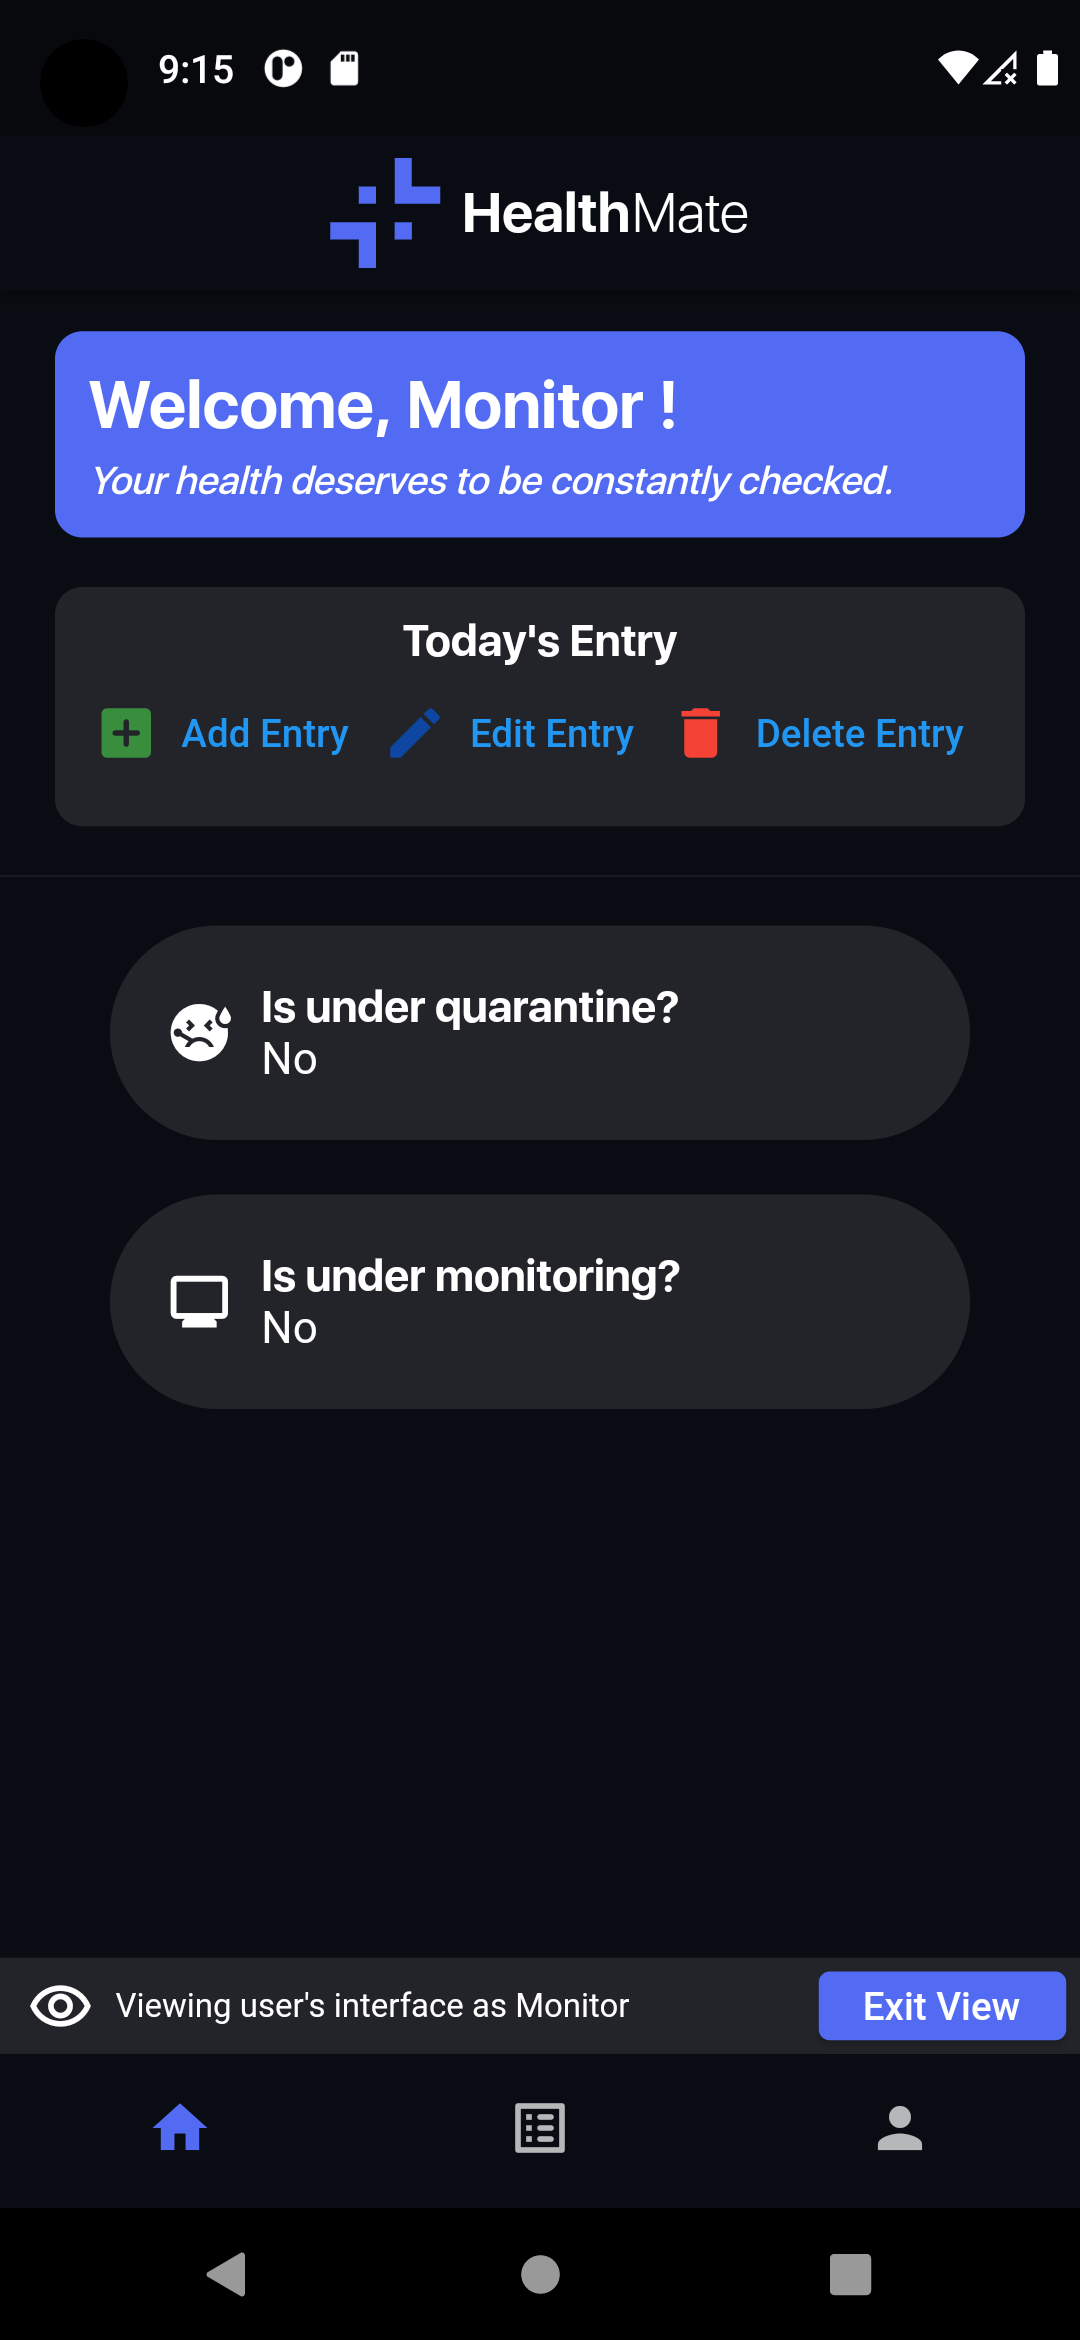 9:15
HealthMate
Welcome, Monitor !
Your health deserves to be constantly checked.
Today's Entry
Add Entry Edit Entry Delete Entry
Is under quarantine?
No
Is under monitoring?
No
Viewing user's interface as Monitor Exit View